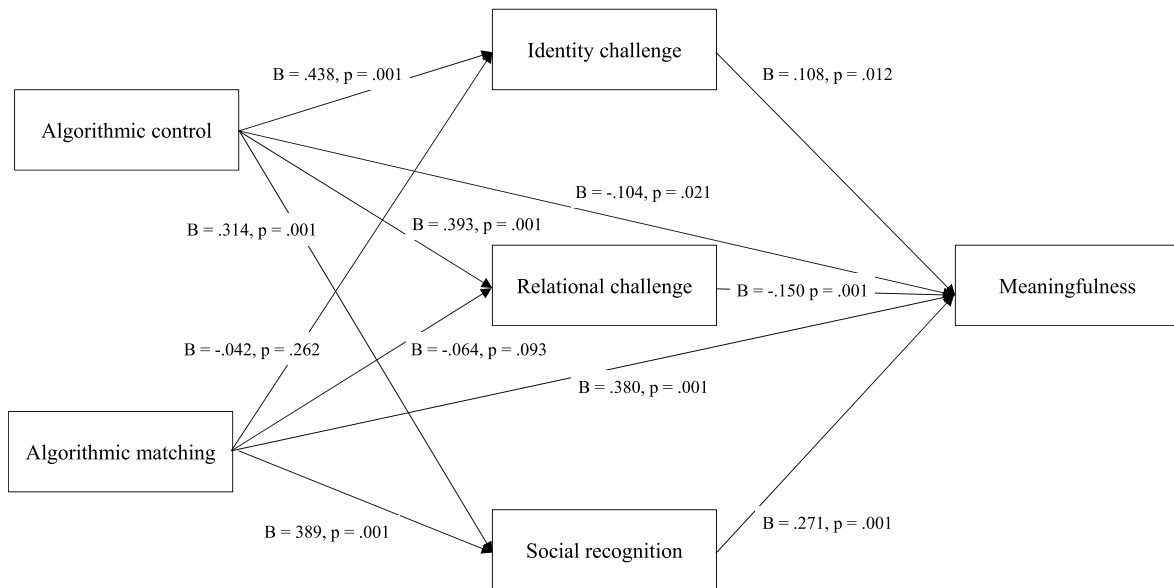 Identity challenge
B = .438, p = .001
B = .108, p = .012
Algorithmic control
B = -.104, p = .021
B = .314, p = .001
B = .393, p = .001
Relational challenge
B = -.150 p = .001
Meaningfulness
B = -.042, p = .262
B = -.064, p = .093
B = .380, p = .001
Algorithmic matching
B = 389, p = .001
B = .271, p = .001
Social recognition